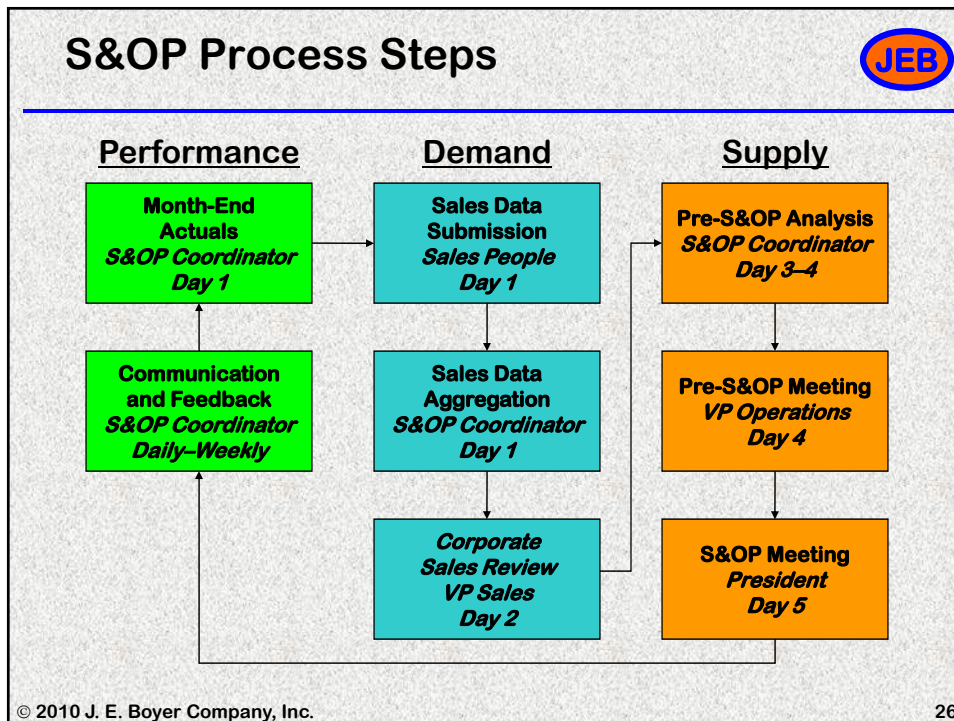 S&OP Process Steps
JEB
Performance
Month-End
Actuals
S&OP Coordinator
Day 1
Communication
and Feedback
S&OP Coordinator
Daily–Weekly
Demand
Sales Data
Submission
Sales People
Day 1
Sales Data
Aggregation
S&OP Coordinator
Day 1
Corporate
Sales Review
VP Sales
Day 2
Supply
Pre-S&OP Analysis
S&OP Coordinator
Day 3–4
Pre-S&OP Meeting
VP Operations
Day 4
S&OP Meeting
President
Day 5
© 2010 J. E. Boyer Company, Inc.
26